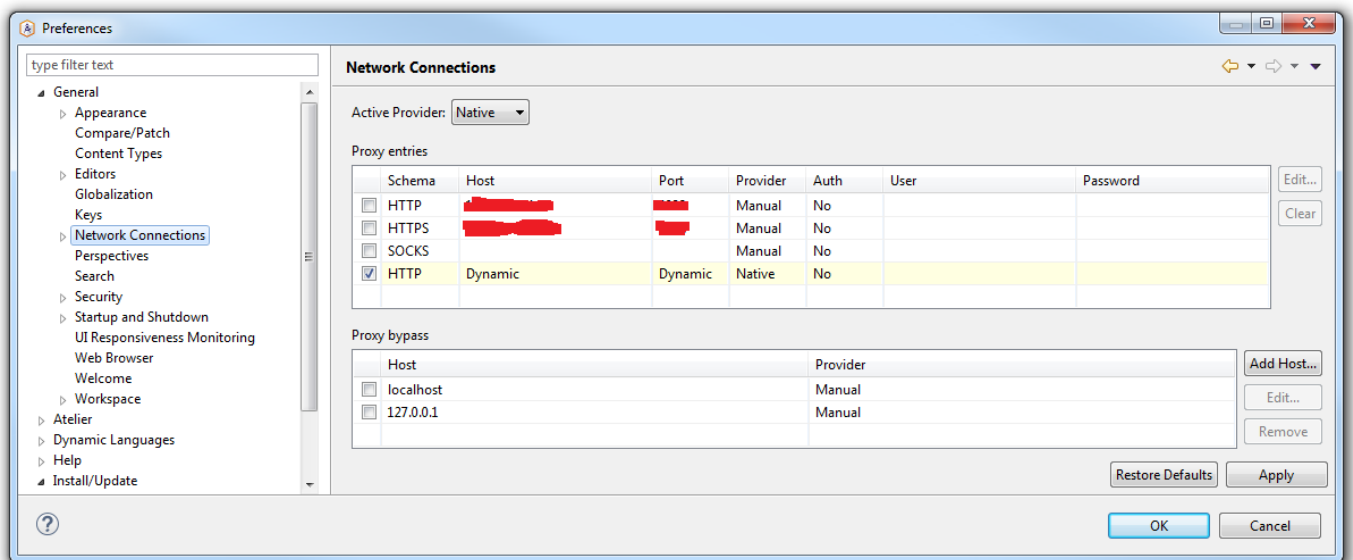 Preferences
type filter text
General
Appearance
Compare/Patch
Content Types
Editors
Globalization
Keys
Network Connections
Perspectives
Search
Security
Startup and Shutdown
UI Responsiveness Monitoring
Web Browser
Welcome
Workspace
Atelier
Dynamic Languages
Help
Install/Update
Network Connections
Active Provider: Native
Proxy entries
Schema Host Port Provider Auth User Password
HTTP Manual No
HTTPS Manual No
SOCKS Manual No
HTTP Dynamic Dynamic Native No
Edit...
Clear
Proxy bypass
Host Provider
localhost Manual
127.0.0.1 Manual
Add Host...
Edit...
Remove
Restore Defaults Apply
OK Cancel